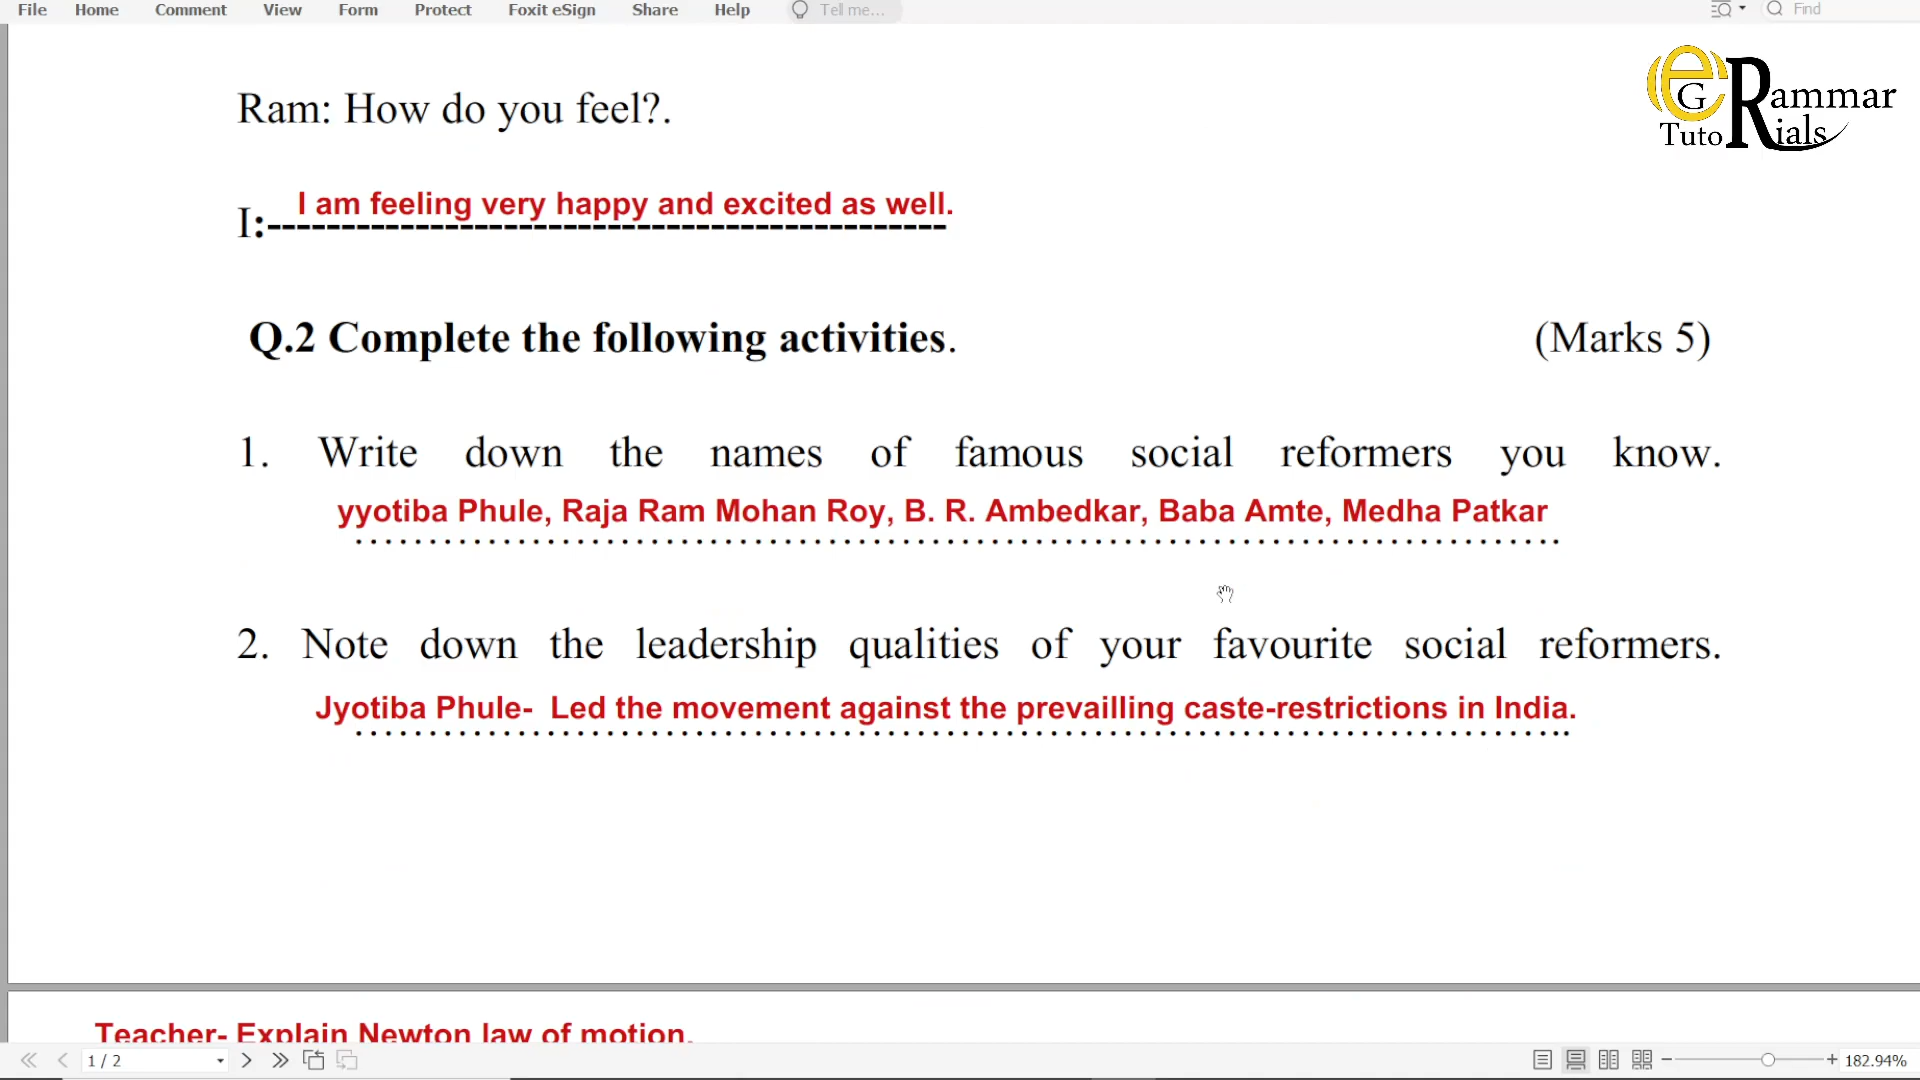 File Home Comment View Form Protect Foxit eSign Share Help Tell me... Find
eG Rammar
TutoRials
Ram: How do you feel?.
I:---------------------------------------------- I am feeling very happy and excited as well.
Q.2 Complete the following activities. (Marks 5)
1. Write down the names of famous social reformers you know.
yyotiba Phule, Raja Ram Mohan Roy, B. R. Ambedkar, Baba Amte, Medha Patkar
2. Note down the leadership qualities of your favourite social reformers.
Jyotiba Phule- Led the movement against the prevailling caste-restrictions in India.
Teacher- Explain Newton law of motion.
1 / 2 182.94%